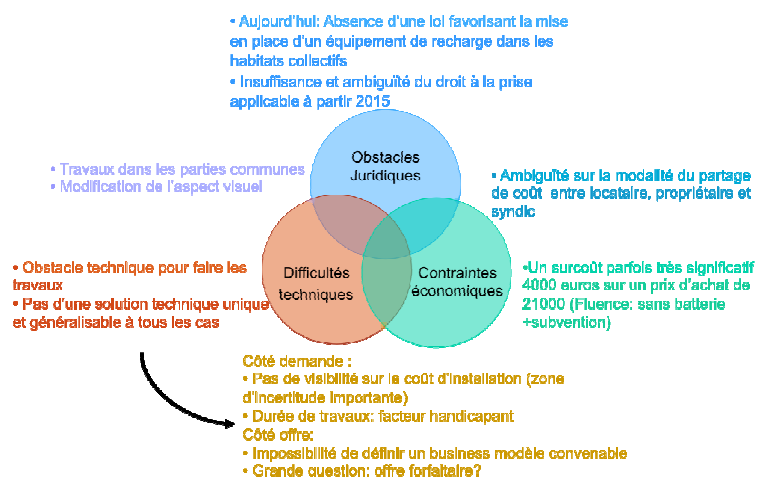 • Aujourd'hui: Absence d'une loi favorisant la mise
en place d'un équipement de recharge dans les
habitats collectifs
• Insuffisance et ambiguïté du droit à la prise
applicable à partir 2015
Obstacles
Juridiques
• Travaux dans les parties communes
• Modification de l'aspect visuel
• Ambiguïté sur la modalité du partage
de coût entre locataire, propriétaire et
syndic
• Obstacle technique pour faire les
travaux
• Pas d'une solution technique unique
et généralisable à tous les cas
Difficultés
techniques
Contraintes
économiques
•Un surcoût parfois très significatif
4000 euros sur un prix d'achat de
21000 (Fluence: sans batterie
+subvention)
Côté demande :
• Pas de visibilité sur le coût d'installation (zone
d'incertitude importante)
• Durée de travaux: facteur handicapant
Côté offre:
• Impossibilité de définir un business modèle convenable
• Grande question: offre forfaitaire?